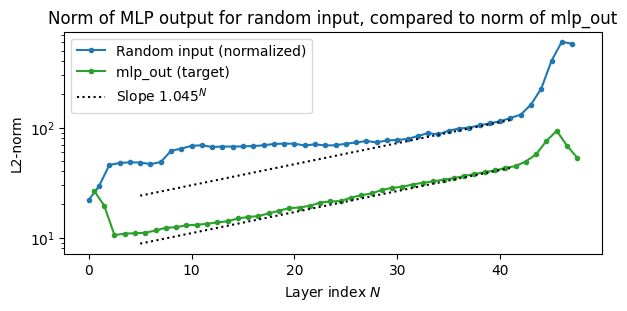 Norm of MLP output for random input, compared to norm of mlp_out
Random input (normalized)
mlp_out (target)
Slope 1.045^N
L2-norm
10^2
10^1
0 10 20 30 40
Layer index N